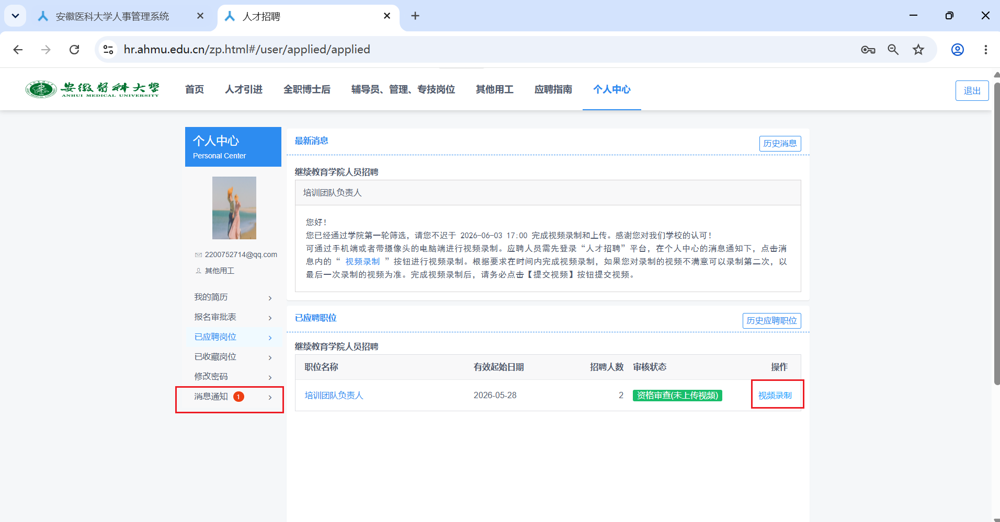 安徽医科大学人事管理系统
人才招聘
hr.ahmu.edu.cn/zp.html#/user/applied/applied
安徽医科大学
ANHUI MEDICAL UNIVERSITY
首页 人才引进 全职博士后 辅导员、管理、专技岗位 其他用工 应聘指南 个人中心
退出
个人中心
Personal Center
2200752714@qq.com
其他用工
我的简历
报名审批表
已应聘岗位
已收藏岗位
修改密码
消息通知 1
最新消息
历史消息
继续教育学院人员招聘
培训团队负责人
您好！
您已经通过学院第一轮筛选，请您不迟于 2026-06-03 17:00 完成视频录制和上传。感谢您对我们学校的认可！
可通过手机端或者带摄像头的电脑端进行视频录制。应聘人员需先登录“人才招聘”平台，在个人中心的消息通知下，点击消
息内的“ 视频录制 ”按钮进行视频录制。根据要求在时间内完成视频录制，如果您对录制的视频不满意可以录制第二次，以
最后一次录制的视频为准。完成视频录制后，请务必点击【提交视频】按钮提交视频。
已应聘职位
历史应聘职位
继续教育学院人员招聘
职位名称 有效起始日期 招聘人数 审核状态 操作
培训团队负责人 2026-05-28 2 资格审查(未上传视频) 视频录制